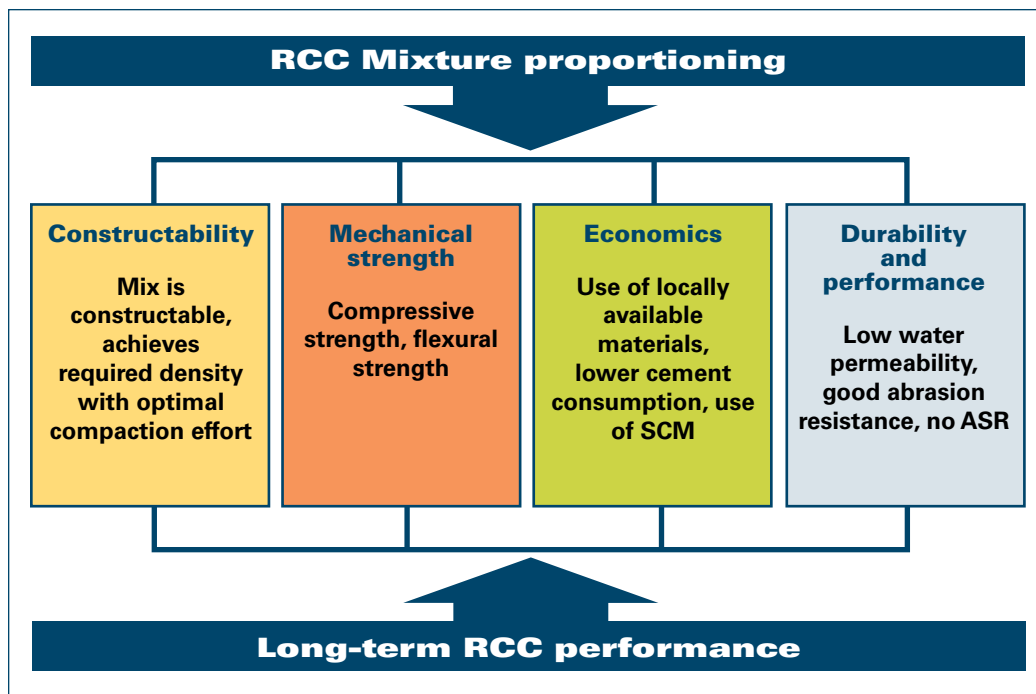 RCC Mixture proportioning
Constructability
Mix is
constructable,
achieves
required density
with optimal
compaction effort
Mechanical
strength
Compressive
strength, flexural
strength
Economics
Use of locally
available
materials,
lower cement
consumption, use
of SCM
Durability
and
performance
Low water
permeability,
good abrasion
resistance, no ASR
Long-term RCC performance